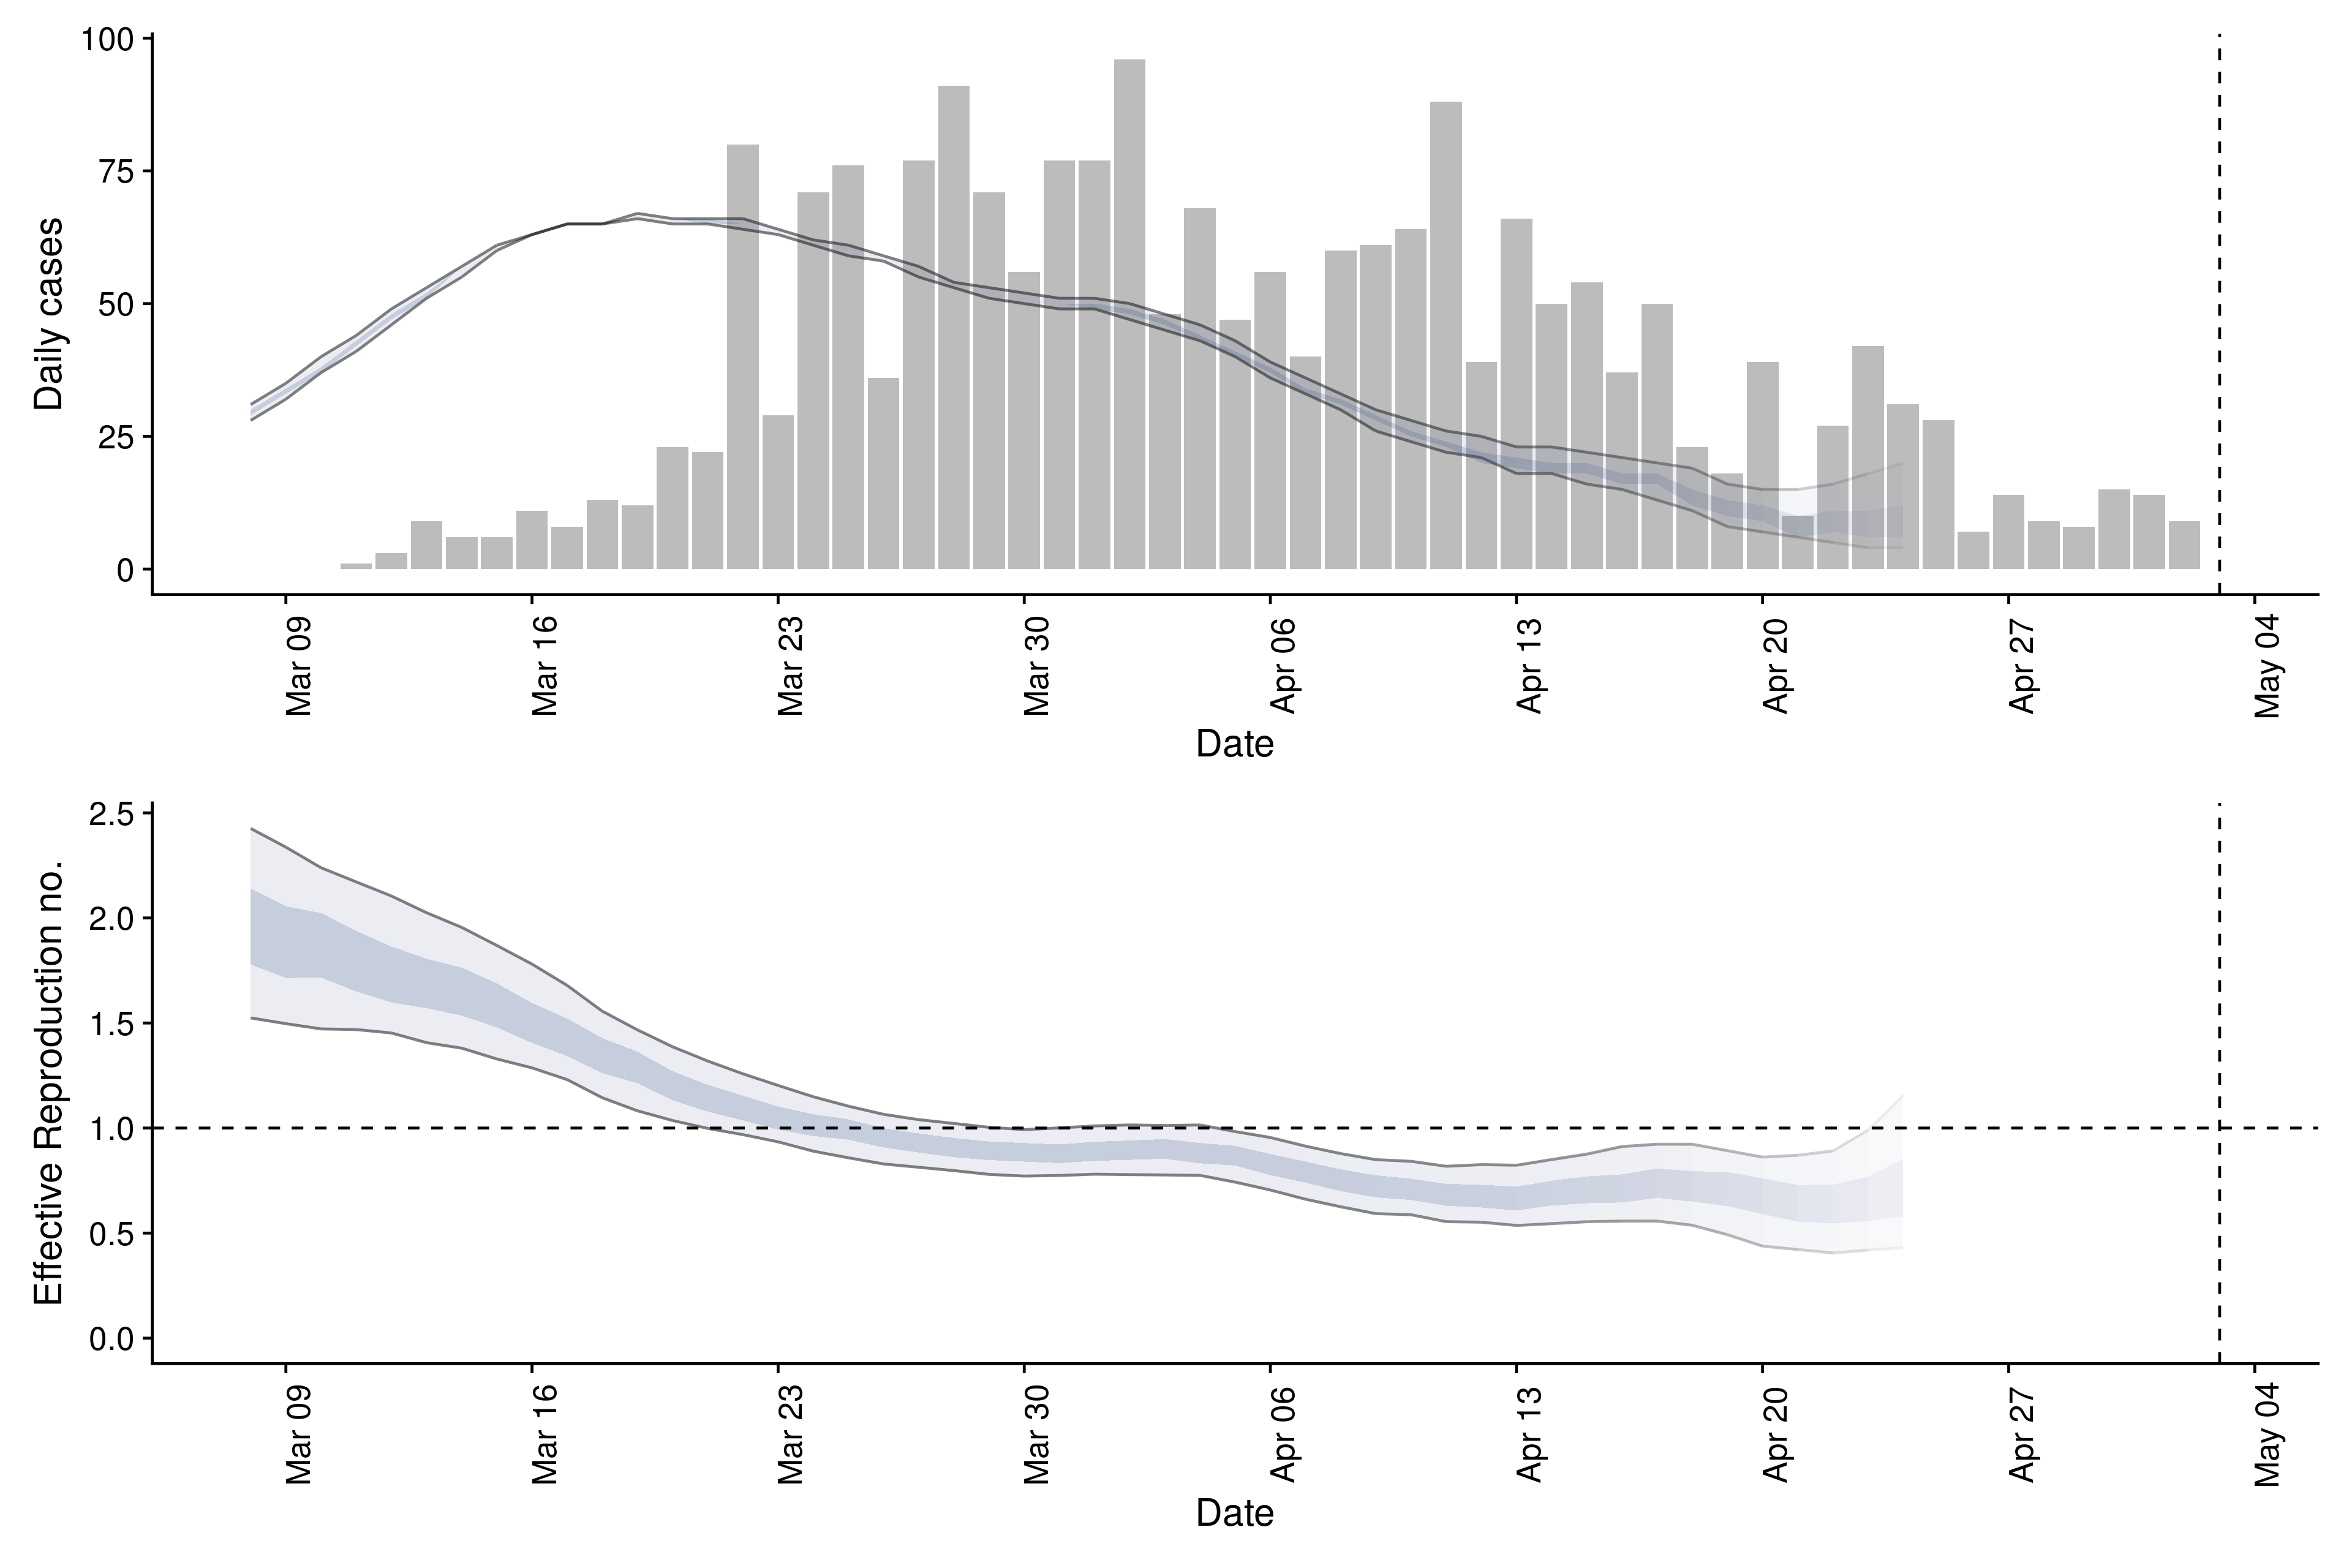 Daily cases
100
75
50
25
0
Mar 09
Mar 16
Mar 23
Mar 30
Apr 06
Apr 13
Apr 20
Apr 27
May 04
Date
Effective Reproduction no.
2.5
2.0
1.5
1.0
0.5
0.0
Mar 09
Mar 16
Mar 23
Mar 30
Apr 06
Apr 13
Apr 20
Apr 27
May 04
Date